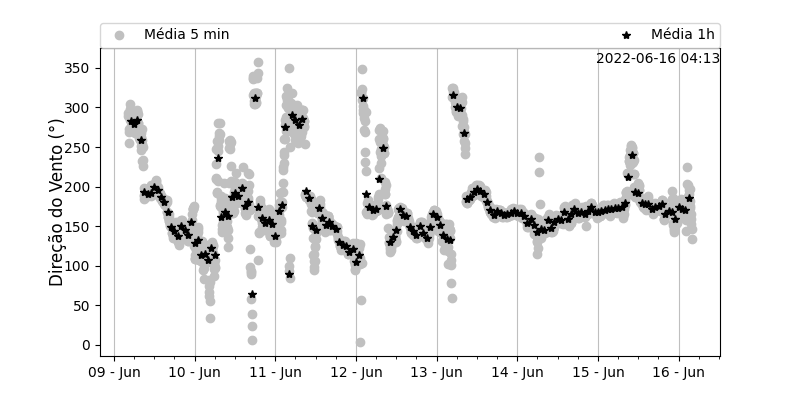 Média 5 min
Média 1h
2022-06-16 04:13
Direção do Vento (°)
350
300
250
200
150
100
50
0
09 - Jun
10 - Jun
11 - Jun
12 - Jun
13 - Jun
14 - Jun
15 - Jun
16 - Jun